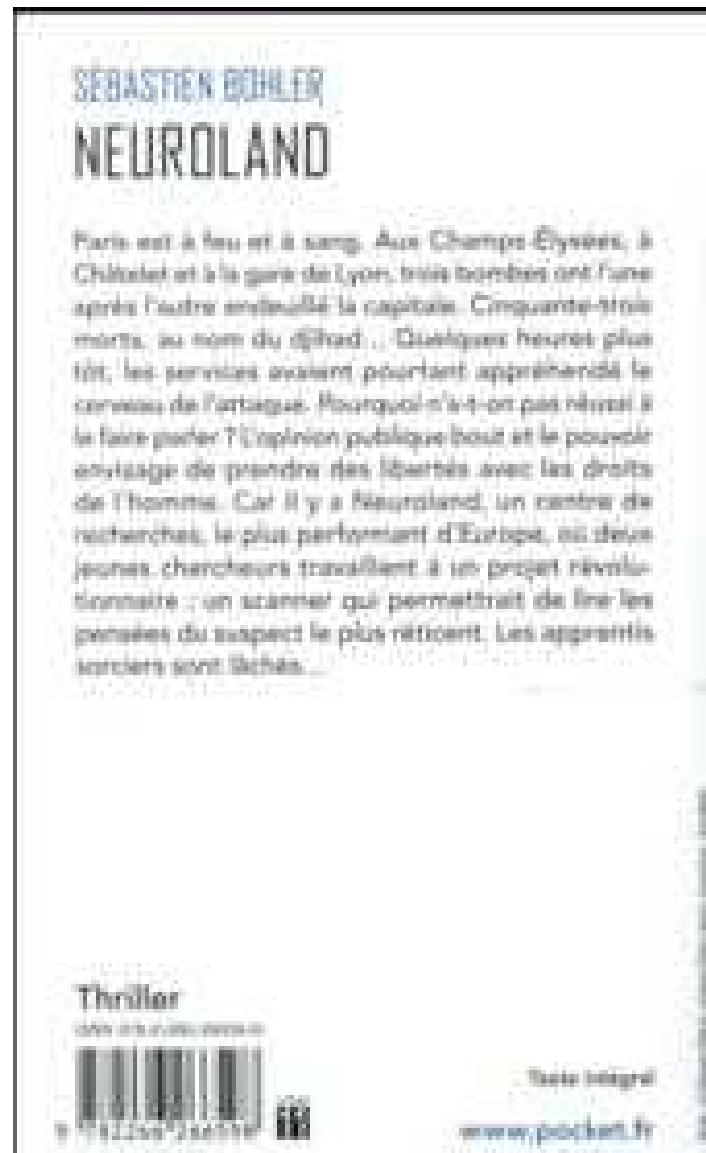 SÉBASTIEN BOHLER
NEUROLAND
Paris est à feu et à sang. Aux Champs-Élysées, à
Châtelet et à la gare de Lyon, trois bombes ont l'une
après l'autre endeuillé la capitale. Cinquante-trois
morts, au nom du djihad... Quelques heures plus
tôt, les services avaient pourtant appréhendé le
cerveau de l'attaque. Pourquoi n'a-t-on pas réussi à
le faire parler ? L'opinion publique bout et le pouvoir
envisage de prendre des libertés avec les droits
de l'homme. Car il y a Neuroland, un centre de
recherches, le plus performant d'Europe, où deux
jeunes chercheurs travaillent à un projet révolu-
tionnaire : un scanner qui permettrait de lire les
pensées du suspect le plus réticent. Les apprentis
sorciers sont lâchés...
Thriller
Texte intégral
www.pocket.fr